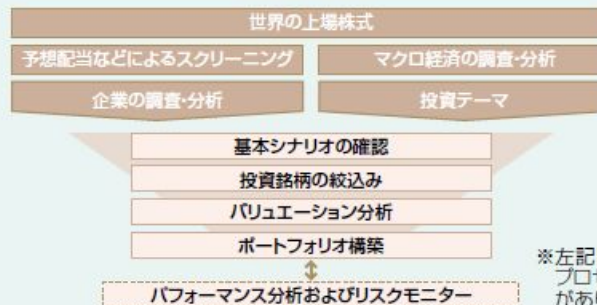 世界の上場株式
予想配当などによるスクリーニング
マクロ経済の調査・分析
企業の調査・分析
投資テーマ
基本シナリオの確認
投資銘柄の絞込み
バリュエーション分析
ポートフォリオ構築
パフォーマンス分析およびリスクモニター
※左記
プロセ
があり